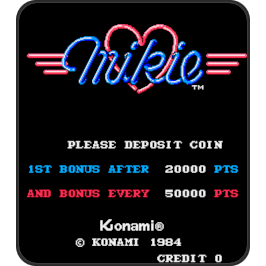 mikie
TM
PLEASE DEPOSIT COIN
1ST BONUS AFTER 20000 PTS
AND BONUS EVERY 50000 PTS
Konami®
© KONAMI 1984
CREDIT 0